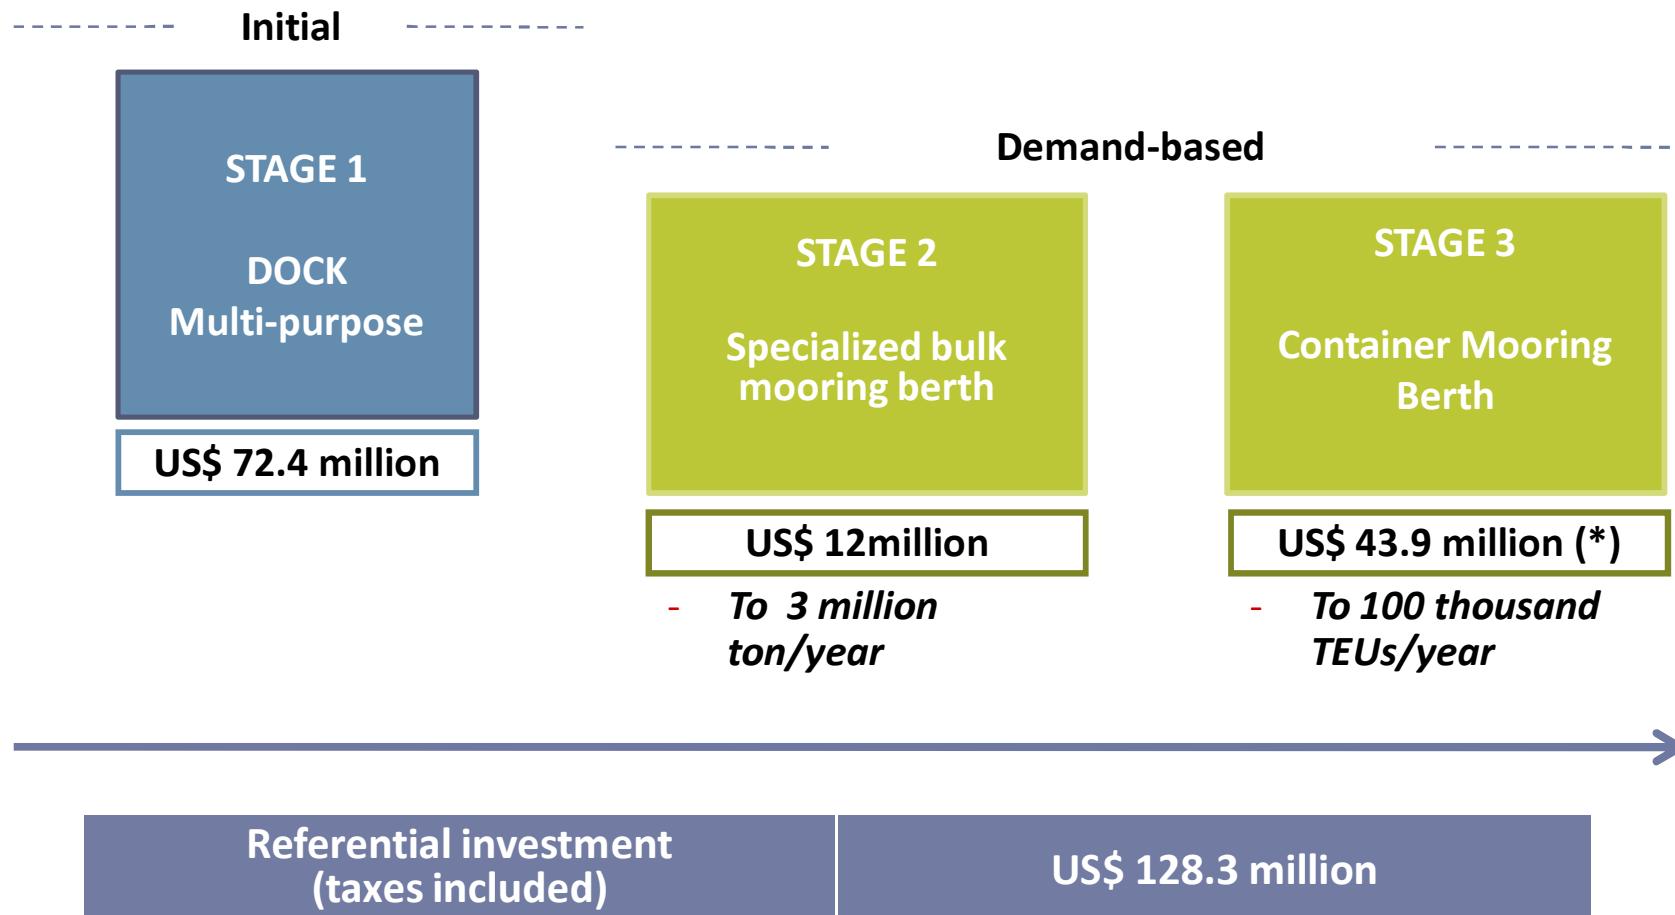 Initial
STAGE 1
DOCK
Multi-purpose
US$ 72.4 million
Demand-based
STAGE 2
Specialized bulk
mooring berth
US$ 12million
- To 3 million
ton/year
STAGE 3
Container Mooring
Berth
US$ 43.9 million (*)
- To 100 thousand
TEUs/year
Referential investment
(taxes included)
US$ 128.3 million